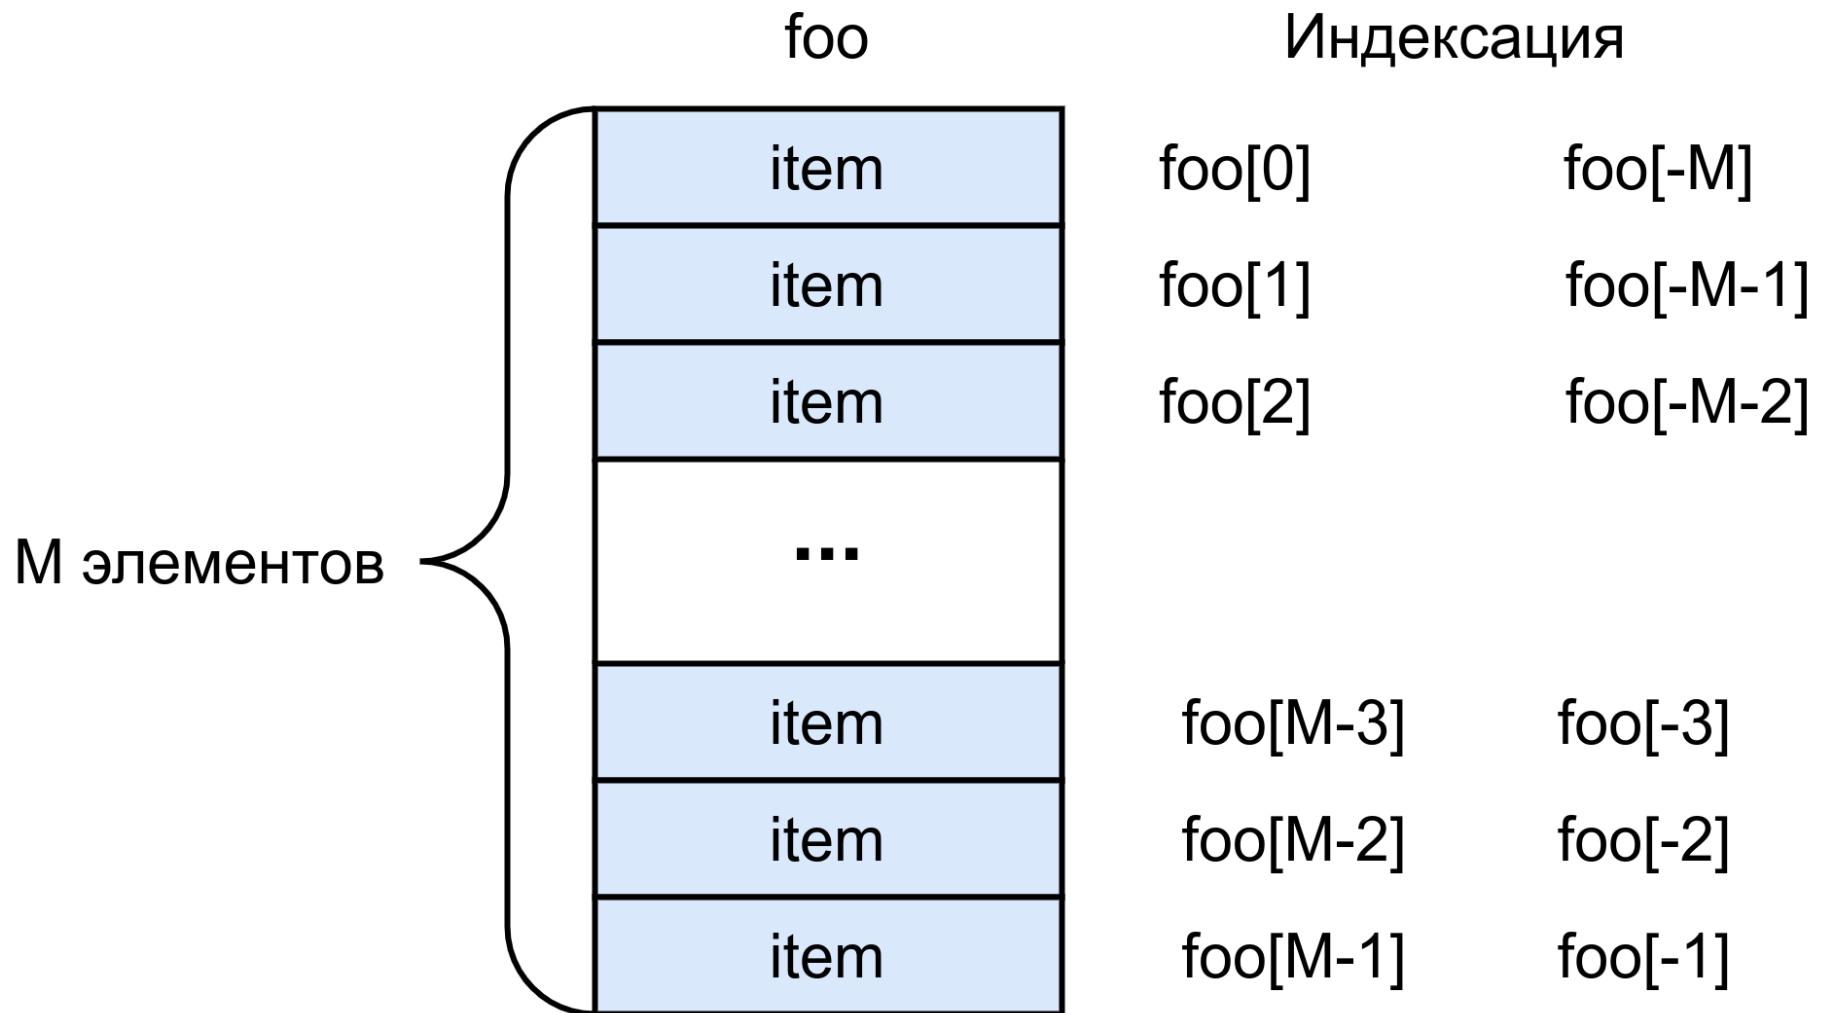 foo Индексация
item foo[0] foo[-M]
item foo[1] foo[-M-1]
item foo[2] foo[-M-2]
...
M элементов
item foo[M-3] foo[-3]
item foo[M-2] foo[-2]
item foo[M-1] foo[-1]